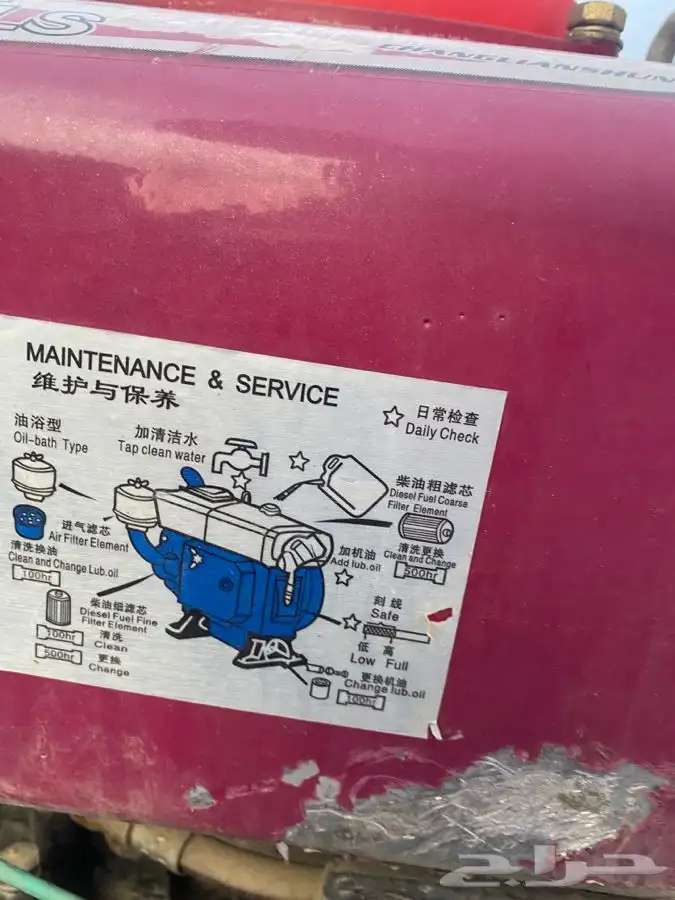 CHANGLIANSHUN
MAINTENANCE & SERVICE
维护与保养
日常检查
Daily Check
油浴型
Oil-bath Type
加清洁水
Tap clean water
柴油粗滤芯
Diesel Fuel Coarse
Filter Element
清洗更换
Clean and Change
500hr
进气滤芯
Air Filter Element
清洗换油
Clean and Change Lub.oil
100hr
加机油
Add lub.oil
柴油细滤芯
Diesel Fuel Fine
Filter Element
100hr
清洗
Clean
500hr
更换
Change
刻线
Safe
低 高
Low Full
更换机油
Change lub.oil
100hr
حراج